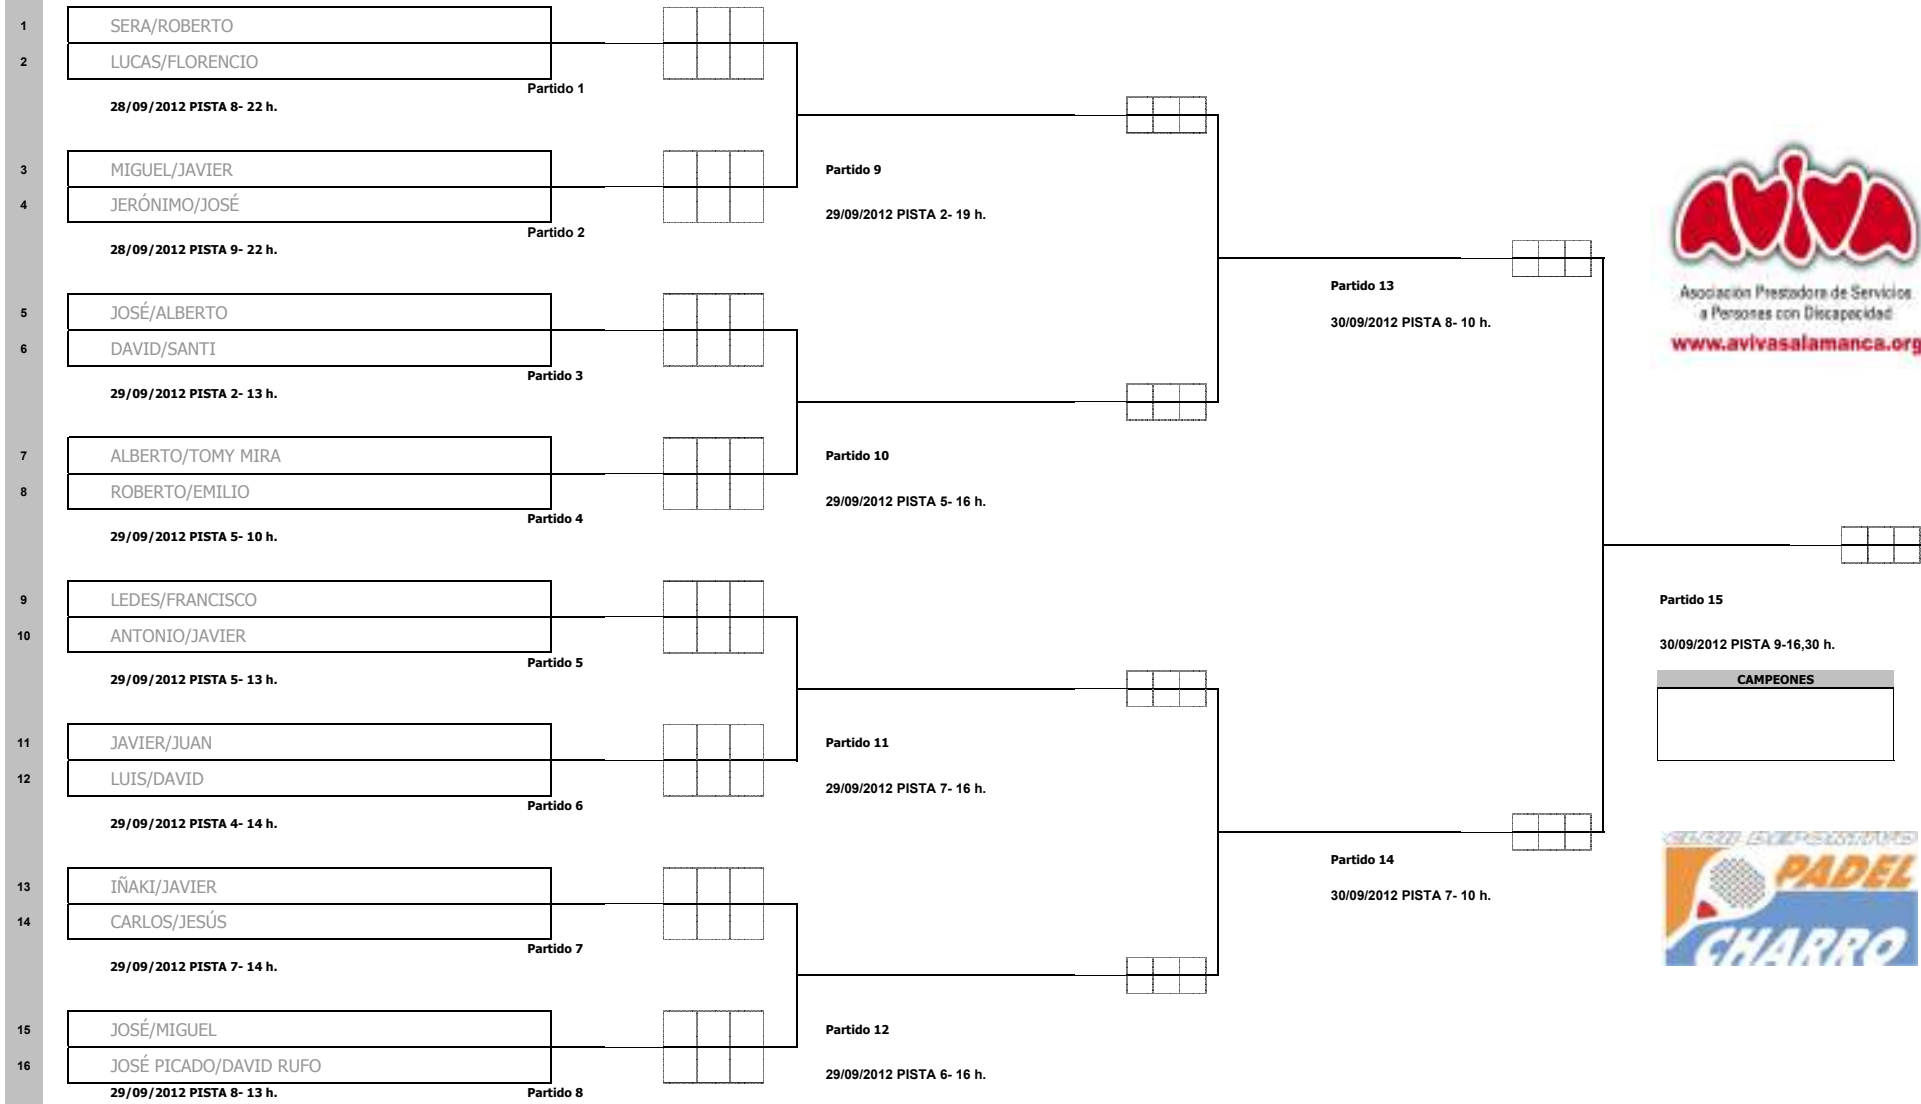 1 SERA/ROBERTO
2 LUCAS/FLORENCIO
Partido 1
28/09/2012 PISTA 8- 22 h.
3 MIGUEL/JAVIER
4 JERÓNIMO/JOSÉ
Partido 2
28/09/2012 PISTA 9- 22 h.
5 JOSÉ/ALBERTO
6 DAVID/SANTI
Partido 3
29/09/2012 PISTA 2- 13 h.
7 ALBERTO/TOMY MIRA
8 ROBERTO/EMILIO
Partido 4
29/09/2012 PISTA 5- 10 h.
9 LEDES/FRANCISCO
10 ANTONIO/JAVIER
Partido 5
29/09/2012 PISTA 5- 13 h.
11 JAVIER/JUAN
12 LUIS/DAVID
Partido 6
29/09/2012 PISTA 4- 14 h.
13 IÑAKI/JAVIER
14 CARLOS/JESÚS
Partido 7
29/09/2012 PISTA 7- 14 h.
15 JOSÉ/MIGUEL
16 JOSÉ PICADO/DAVID RUFO
29/09/2012 PISTA 8- 13 h. Partido 8
Partido 9
29/09/2012 PISTA 2- 19 h.
Partido 10
29/09/2012 PISTA 5- 16 h.
Partido 11
29/09/2012 PISTA 7- 16 h.
Partido 12
29/09/2012 PISTA 6- 16 h.
Partido 13
30/09/2012 PISTA 8- 10 h.
Partido 14
30/09/2012 PISTA 7- 10 h.
AVIVA
Asociación Prestadora de Servicios
a Persones con Discapacidad
www.avivasalamanca.org
Partido 15
30/09/2012 PISTA 9-16,30 h.
CAMPEONES
CLUB DEPORTIVO
PADEL
CHARRO